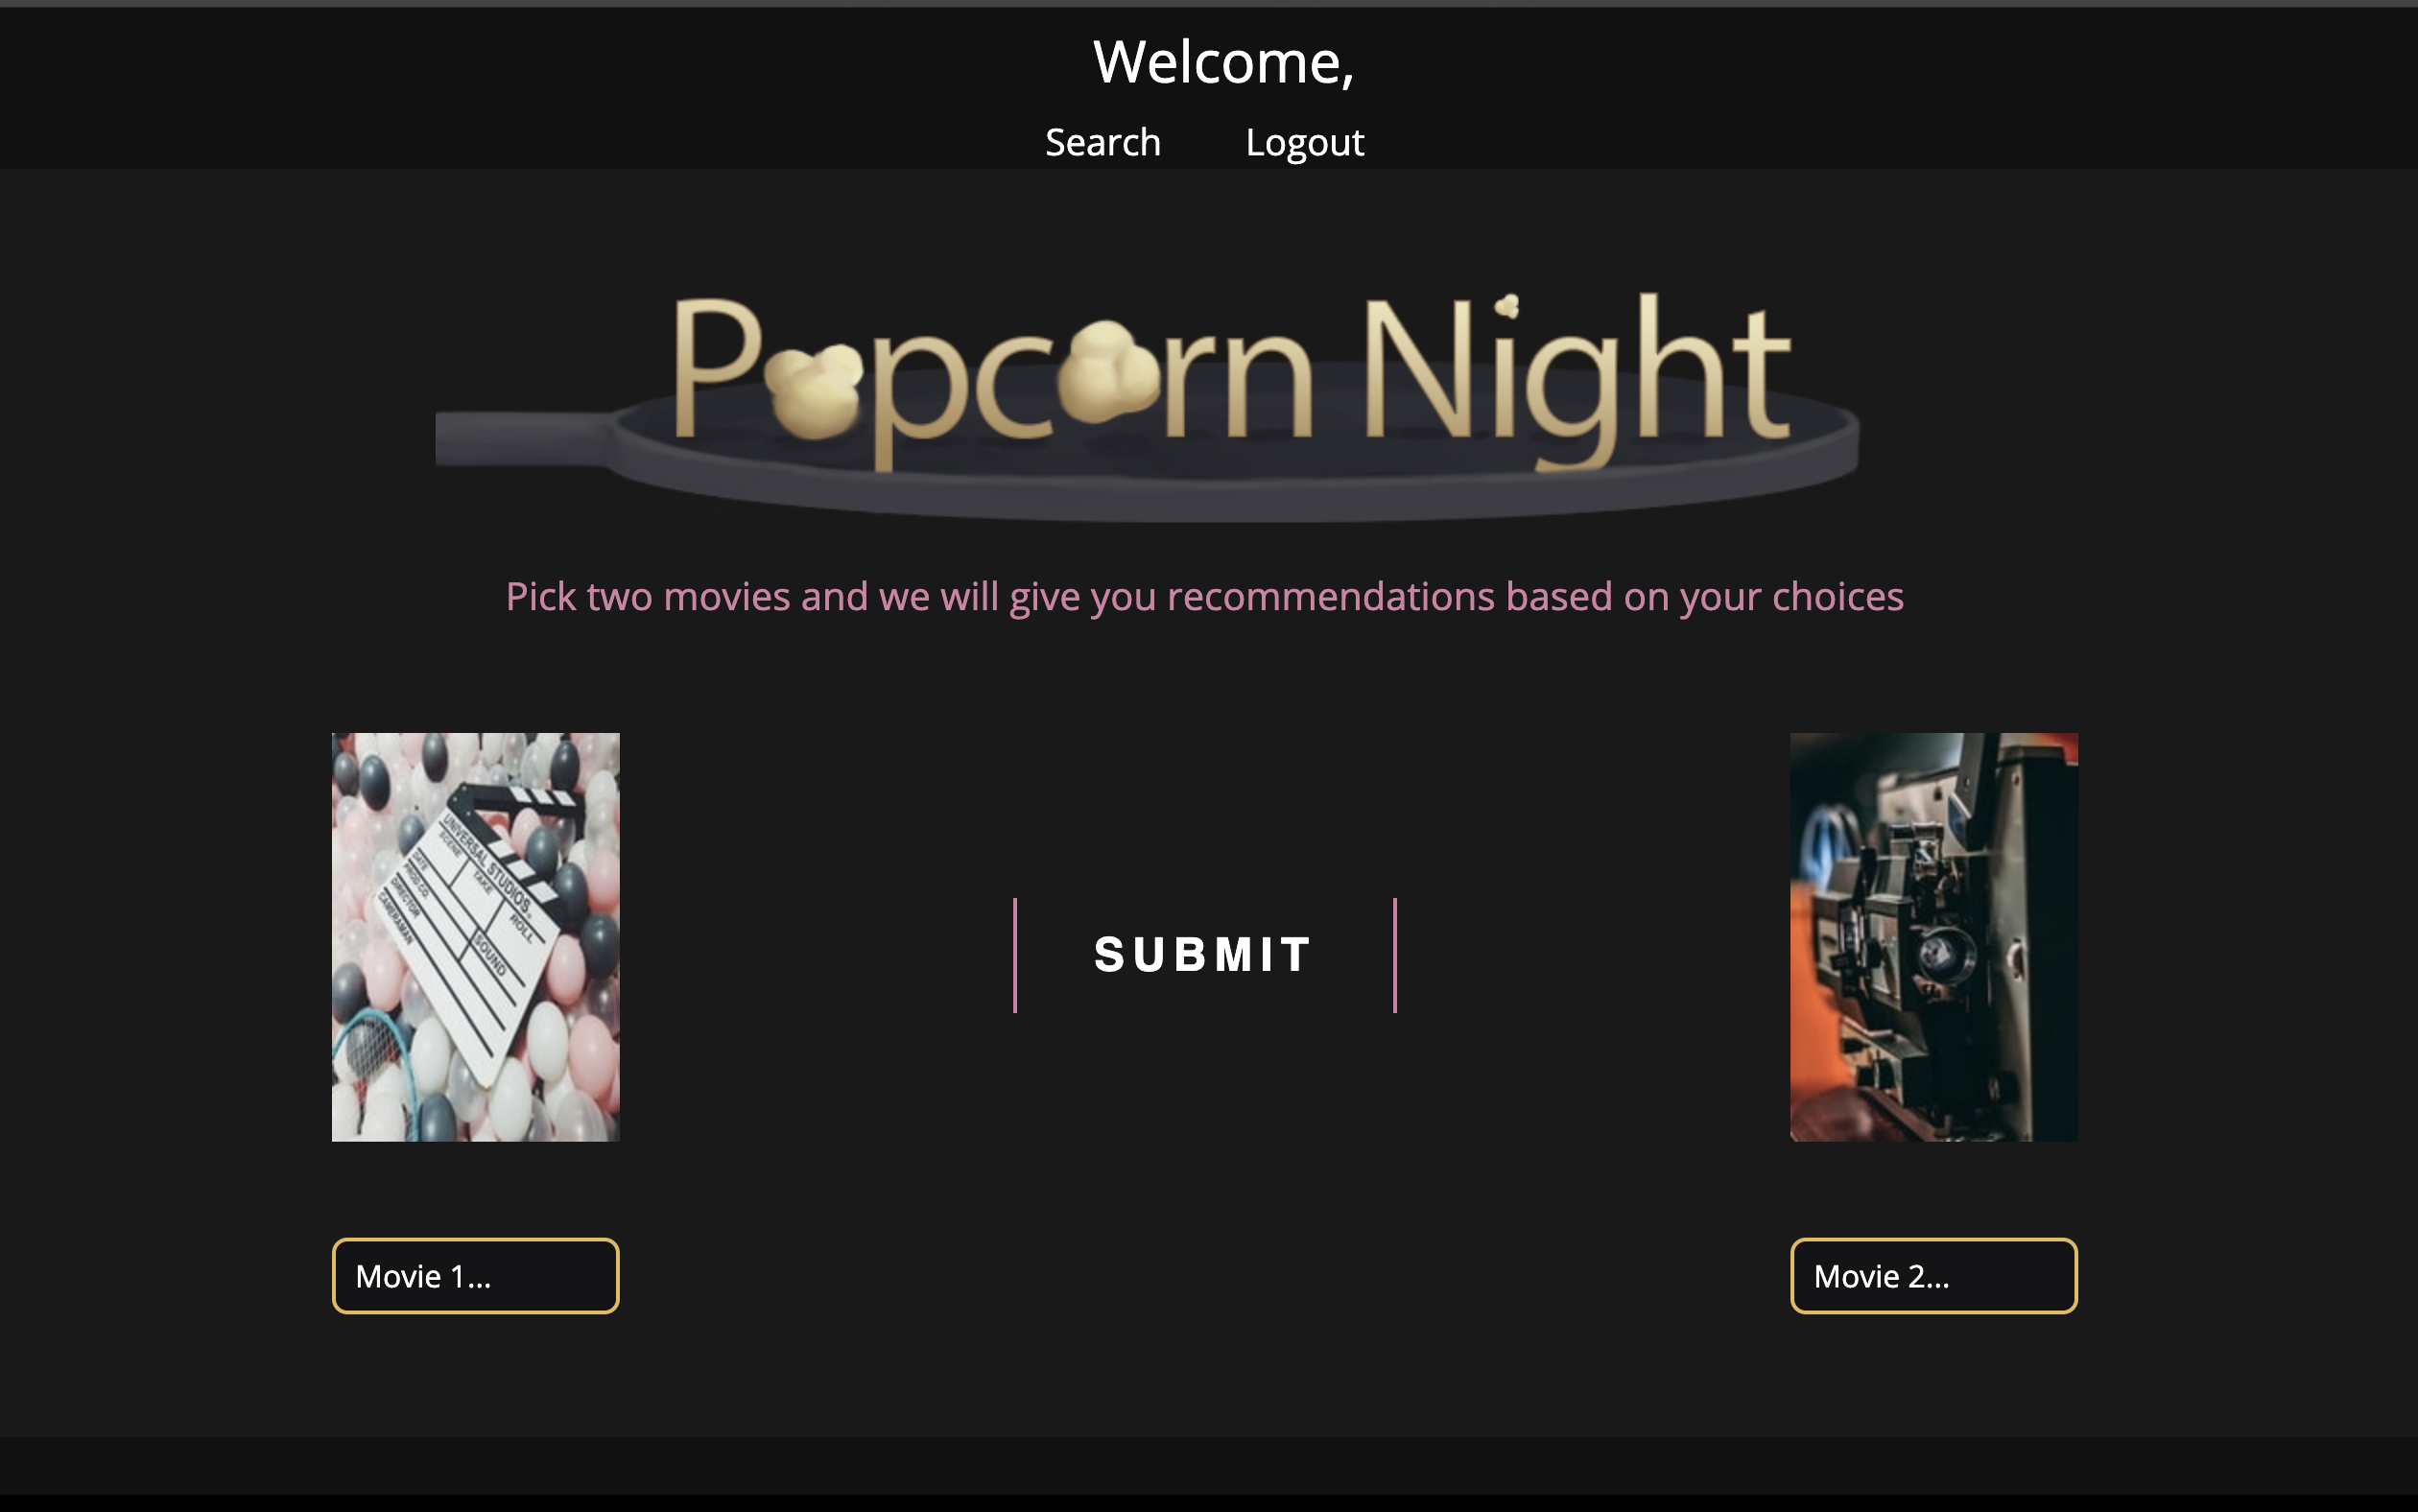 Welcome,
Search Logout
Popcorn Night
Pick two movies and we will give you recommendations based on your choices
UNIVERSAL STUDIOS.
SCENE TAKE ROLL
DATE SOUND
PROD CO.
DIRECTOR
CAMERAMAN
SUBMIT
Movie 1...
Movie 2...